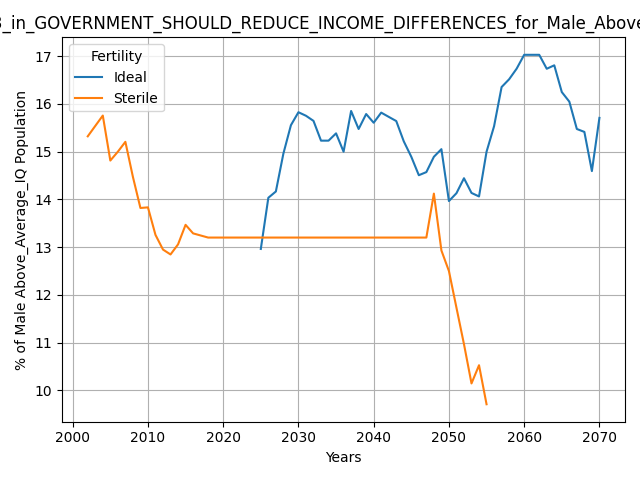 3_in_GOVERNMENT_SHOULD_REDUCE_INCOME_DIFFERENCES_for_Male_Above
% of Male Above_Average_IQ Population
17
16
15
14
13
12
11
10
Fertility
Ideal
Sterile
2000 2010 2020 2030 2040 2050 2060 2070
Years